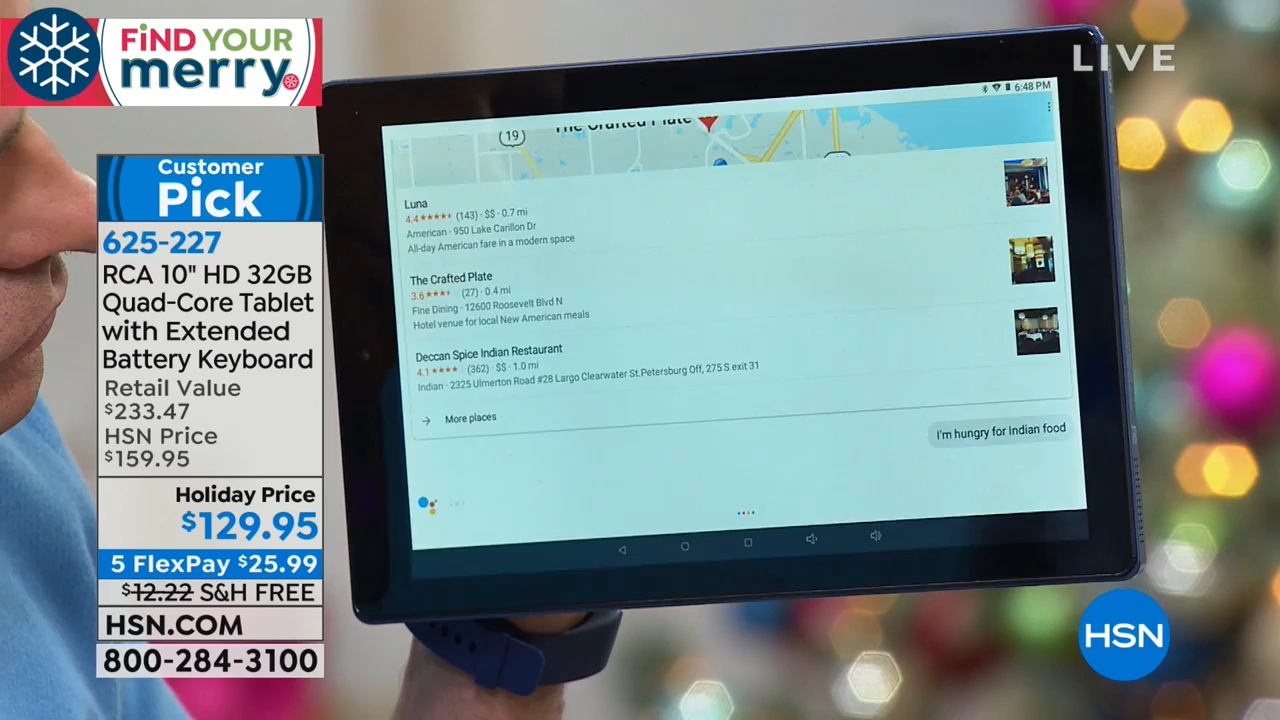 FiND YOUR
merry.
LIVE
Customer
Pick
625-227
RCA 10" HD 32GB
Quad-Core Tablet
with Extended
Battery Keyboard
Retail Value
$233.47
HSN Price
$159.95
Holiday Price
$129.95
5 FlexPay $25.99
$12.22 S&H FREE
HSN.COM
800-284-3100
6:48 PM
19
The Crafted Plate
Luna
4.4 (143) · $$ · 0.7 mi
American · 950 Lake Carillon Dr
All-day American fare in a modern space
The Crafted Plate
3.6 (27) · 0.4 mi
Fine Dining · 12600 Roosevelt Blvd N
Hotel venue for local New American meals
Deccan Spice Indian Restaurant
4.1 (362) · $$ · 1.0 mi
Indian · 2325 Ulmerton Road #28 Largo Clearwater St.Petersburg Off, 275 S exit 31
More places
I'm hungry for Indian food
HSN